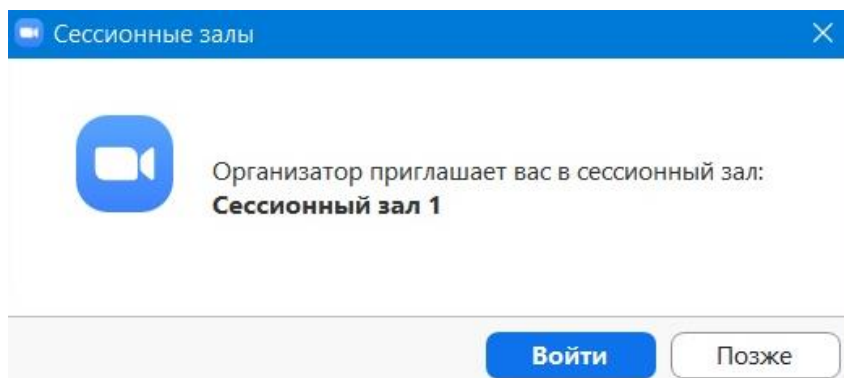 Сессионные залы
Организатор приглашает вас в сессионный зал:
Сессионный зал 1
Войти
Позже